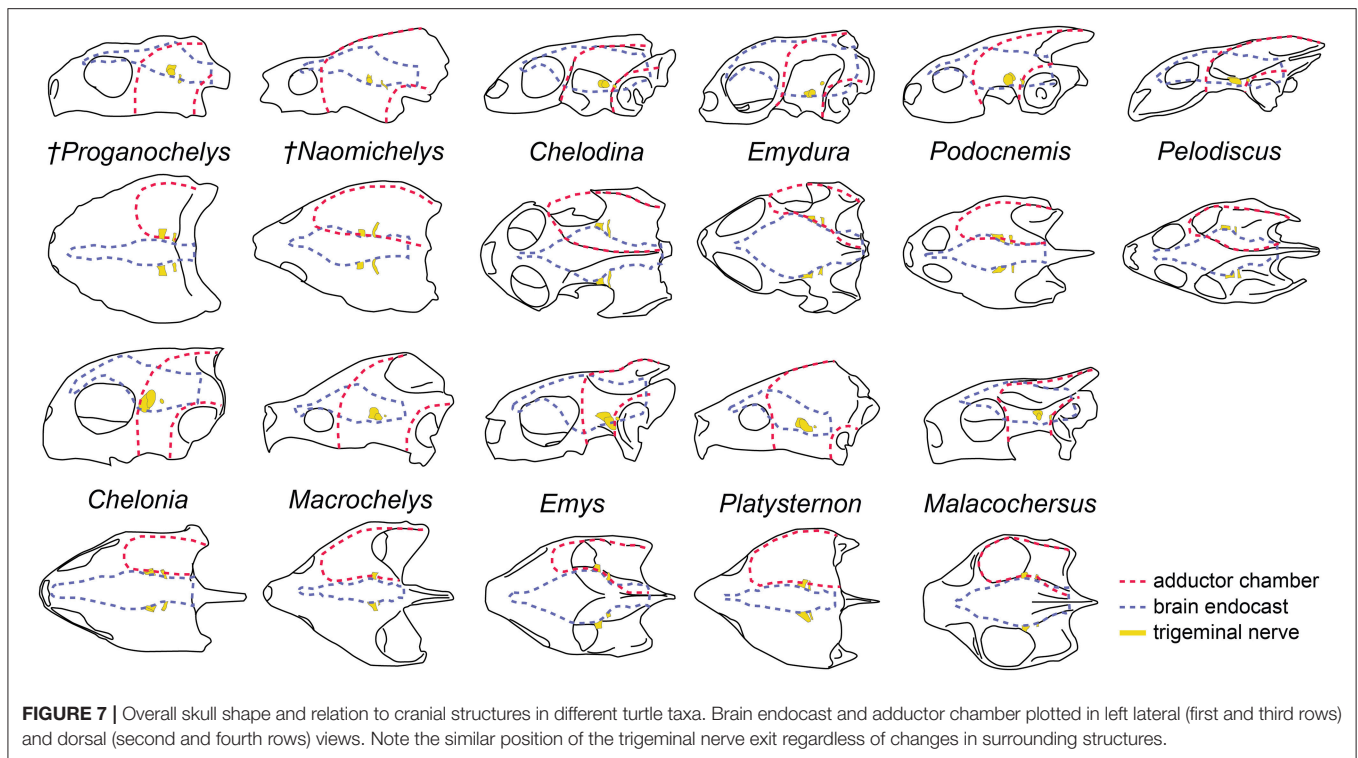 †Proganochelys †Naomichelys Chelodina Emydura Podocnemis Pelodiscus
Chelonia Macrochelys Emys Platysternon Malacochersus
adductor chamber
brain endocast
trigeminal nerve
FIGURE 7 | Overall skull shape and relation to cranial structures in different turtle taxa. Brain endocast and adductor chamber plotted in left lateral (first and third rows)
and dorsal (second and fourth rows) views. Note the similar position of the trigeminal nerve exit regardless of changes in surrounding structures.